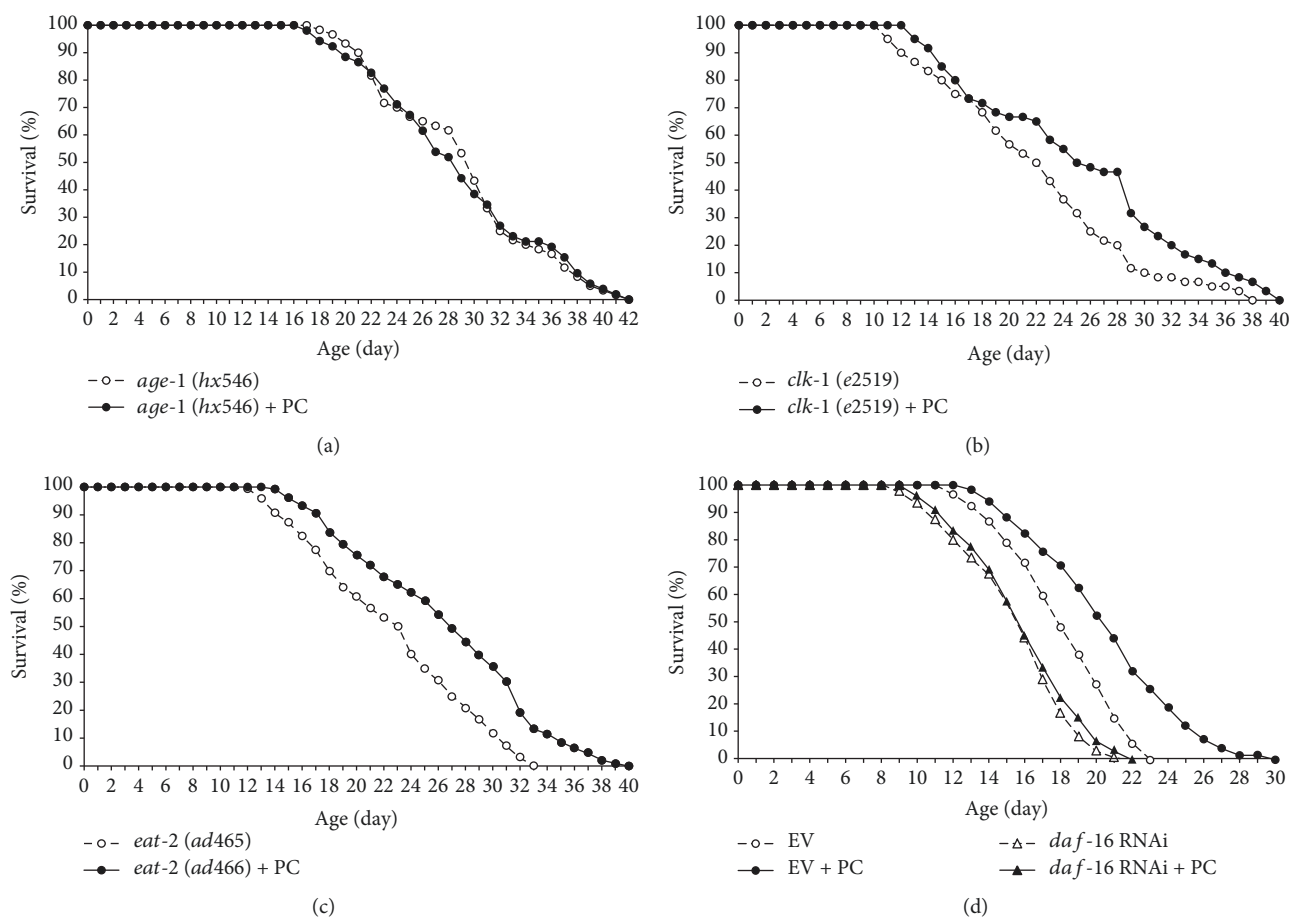 100
90
80
70
60
50
40
30
20
10
0
Survival (%)
0 2 4 6 8 10 12 14 16 18 20 22 24 26 28 30 32 34 36 38 40 42
Age (day)
age-1 (hx546)
age-1 (hx546) + PC
(a)
100
90
80
70
60
50
40
30
20
10
0
Survival (%)
0 2 4 6 8 10 12 14 16 18 20 22 24 26 28 30 32 34 36 38 40
Age (day)
clk-1 (e2519)
clk-1 (e2519) + PC
(b)
100
90
80
70
60
50
40
30
20
10
0
Survival (%)
0 2 4 6 8 10 12 14 16 18 20 22 24 26 28 30 32 34 36 38 40
Age (day)
eat-2 (ad465)
eat-2 (ad466) + PC
(c)
100
90
80
70
60
50
40
30
20
10
0
Survival (%)
0 2 4 6 8 10 12 14 16 18 20 22 24 26 28 30
Age (day)
EV
EV + PC
daf-16 RNAi
daf-16 RNAi + PC
(d)